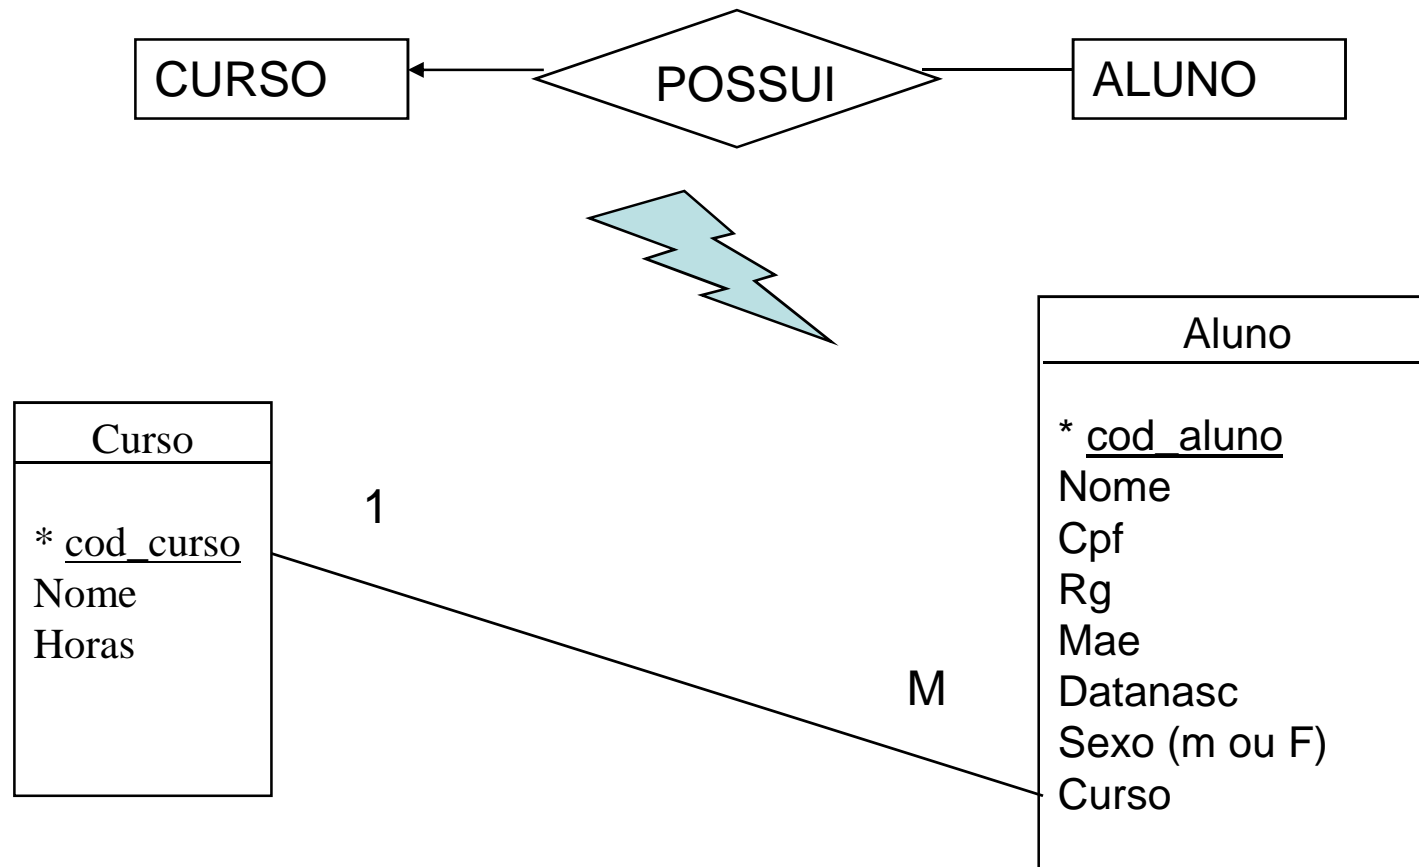 CURSO
POSSUI
ALUNO
Curso
* cod_curso
Nome
Horas
1
M
Aluno
* cod_aluno
Nome
Cpf
Rg
Mae
Datanasc
Sexo (m ou F)
Curso